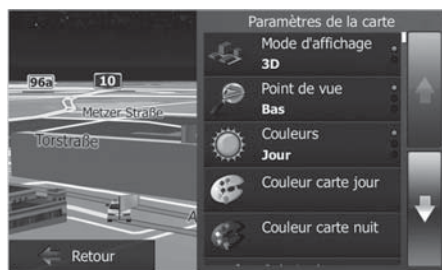 Paramètres de la carte
96a
10
Metzer Straße
Torstraße
Mode d'affichage
3D
Point de vue
Bas
Couleurs
Jour
Couleur carte jour
Couleur carte nuit
Retour